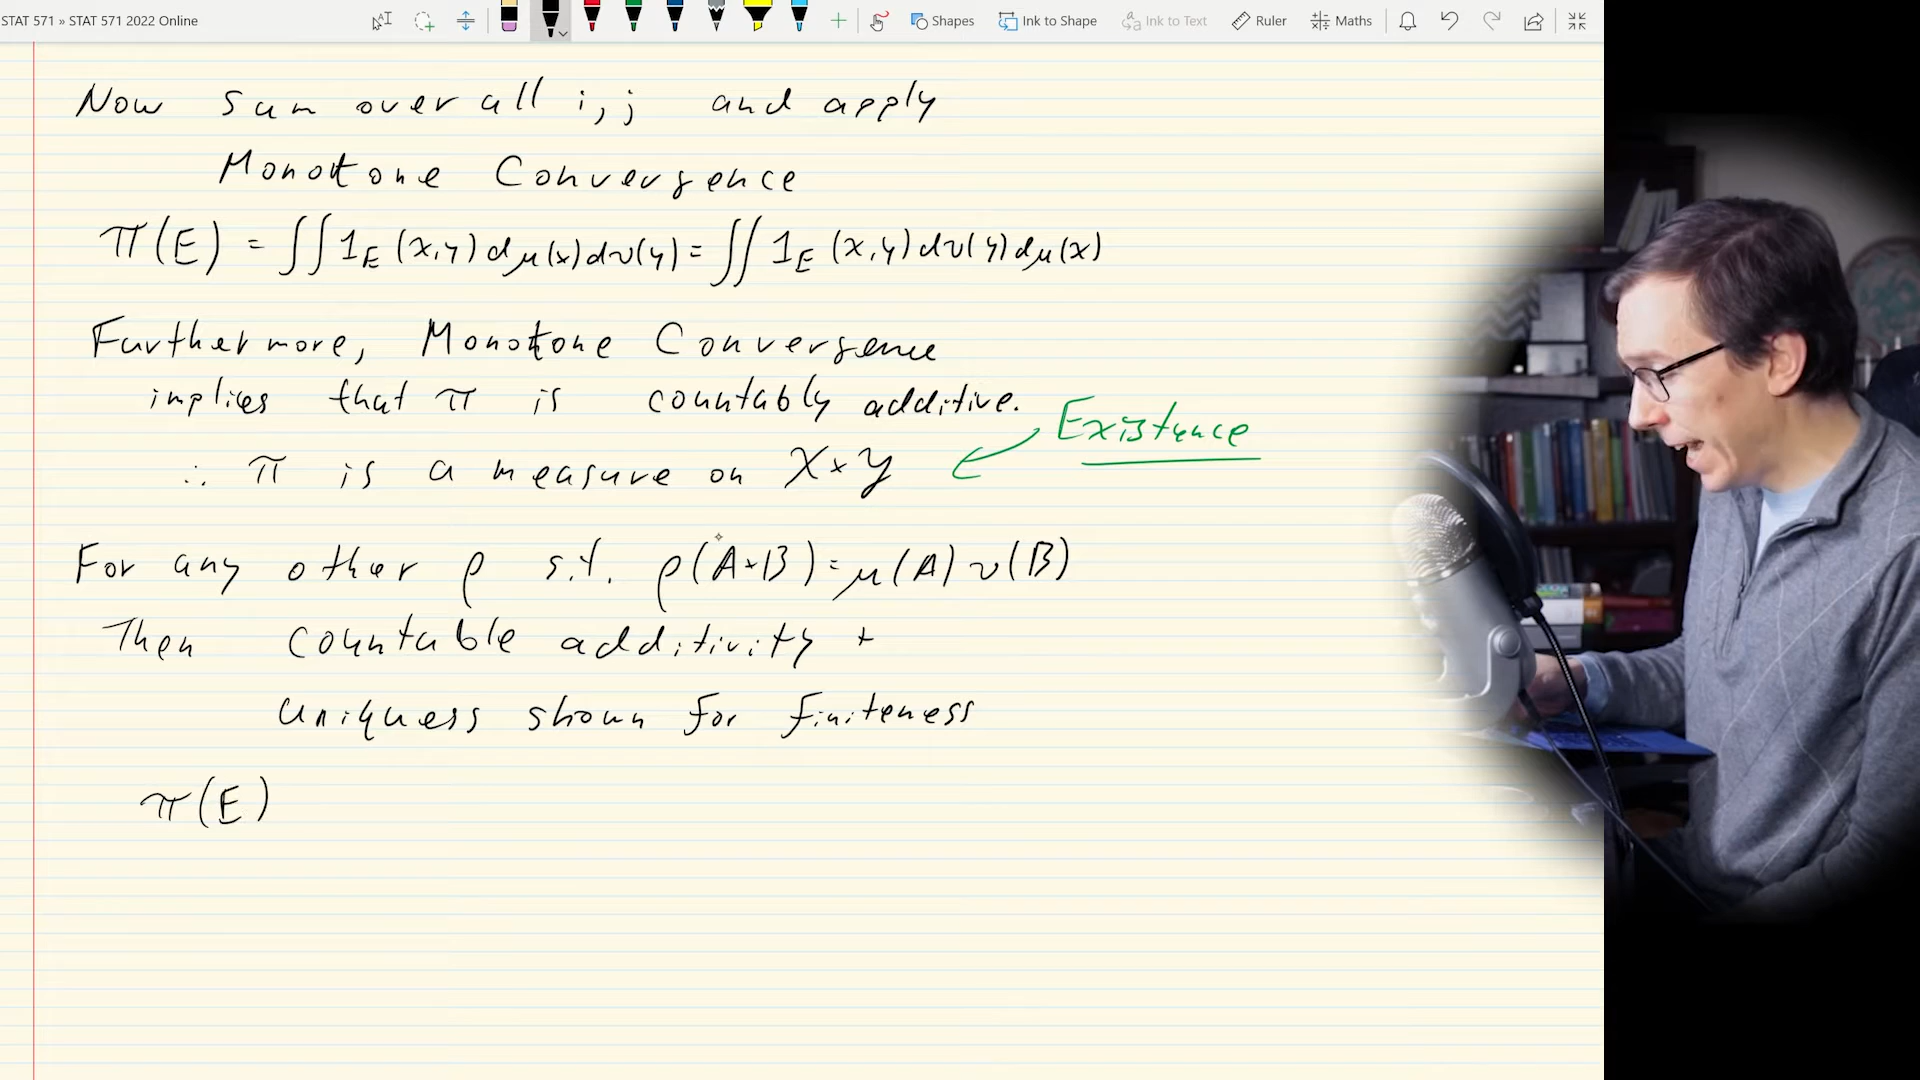 STAT 571 » STAT 571 2022 Online
Shapes Ink to Shape Ink to Text Ruler Maths
Now sum over all i, j and apply
Monotone Convergence
π(E) = ∫∫ 1_E (x,y) dμ(x) dν(y) = ∫∫ 1_E (x,y) dν(y) dμ(x)
Furthermore, Monotone Convergence
implies that π is countably additive.
Existence
∴ π is a measure on X × Y
For any other ρ s.t. ρ(A×B) = μ(A) ν(B)
Then countable additivity +
uniquess shown for finiteness
π(E)